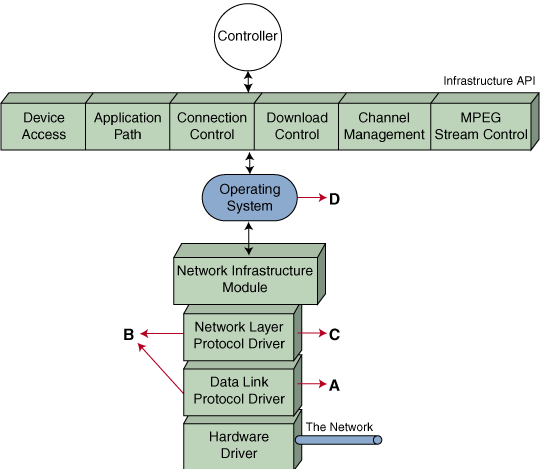 Controller
Infrastructure API
Device
Access
Application
Path
Connection
Control
Download
Control
Channel
Management
MPEG
Stream Control
Operating
System
D
Network Infrastructure
Module
Network Layer
Protocol Driver
B
C
Data Link
Protocol Driver
A
The Network
Hardware
Driver